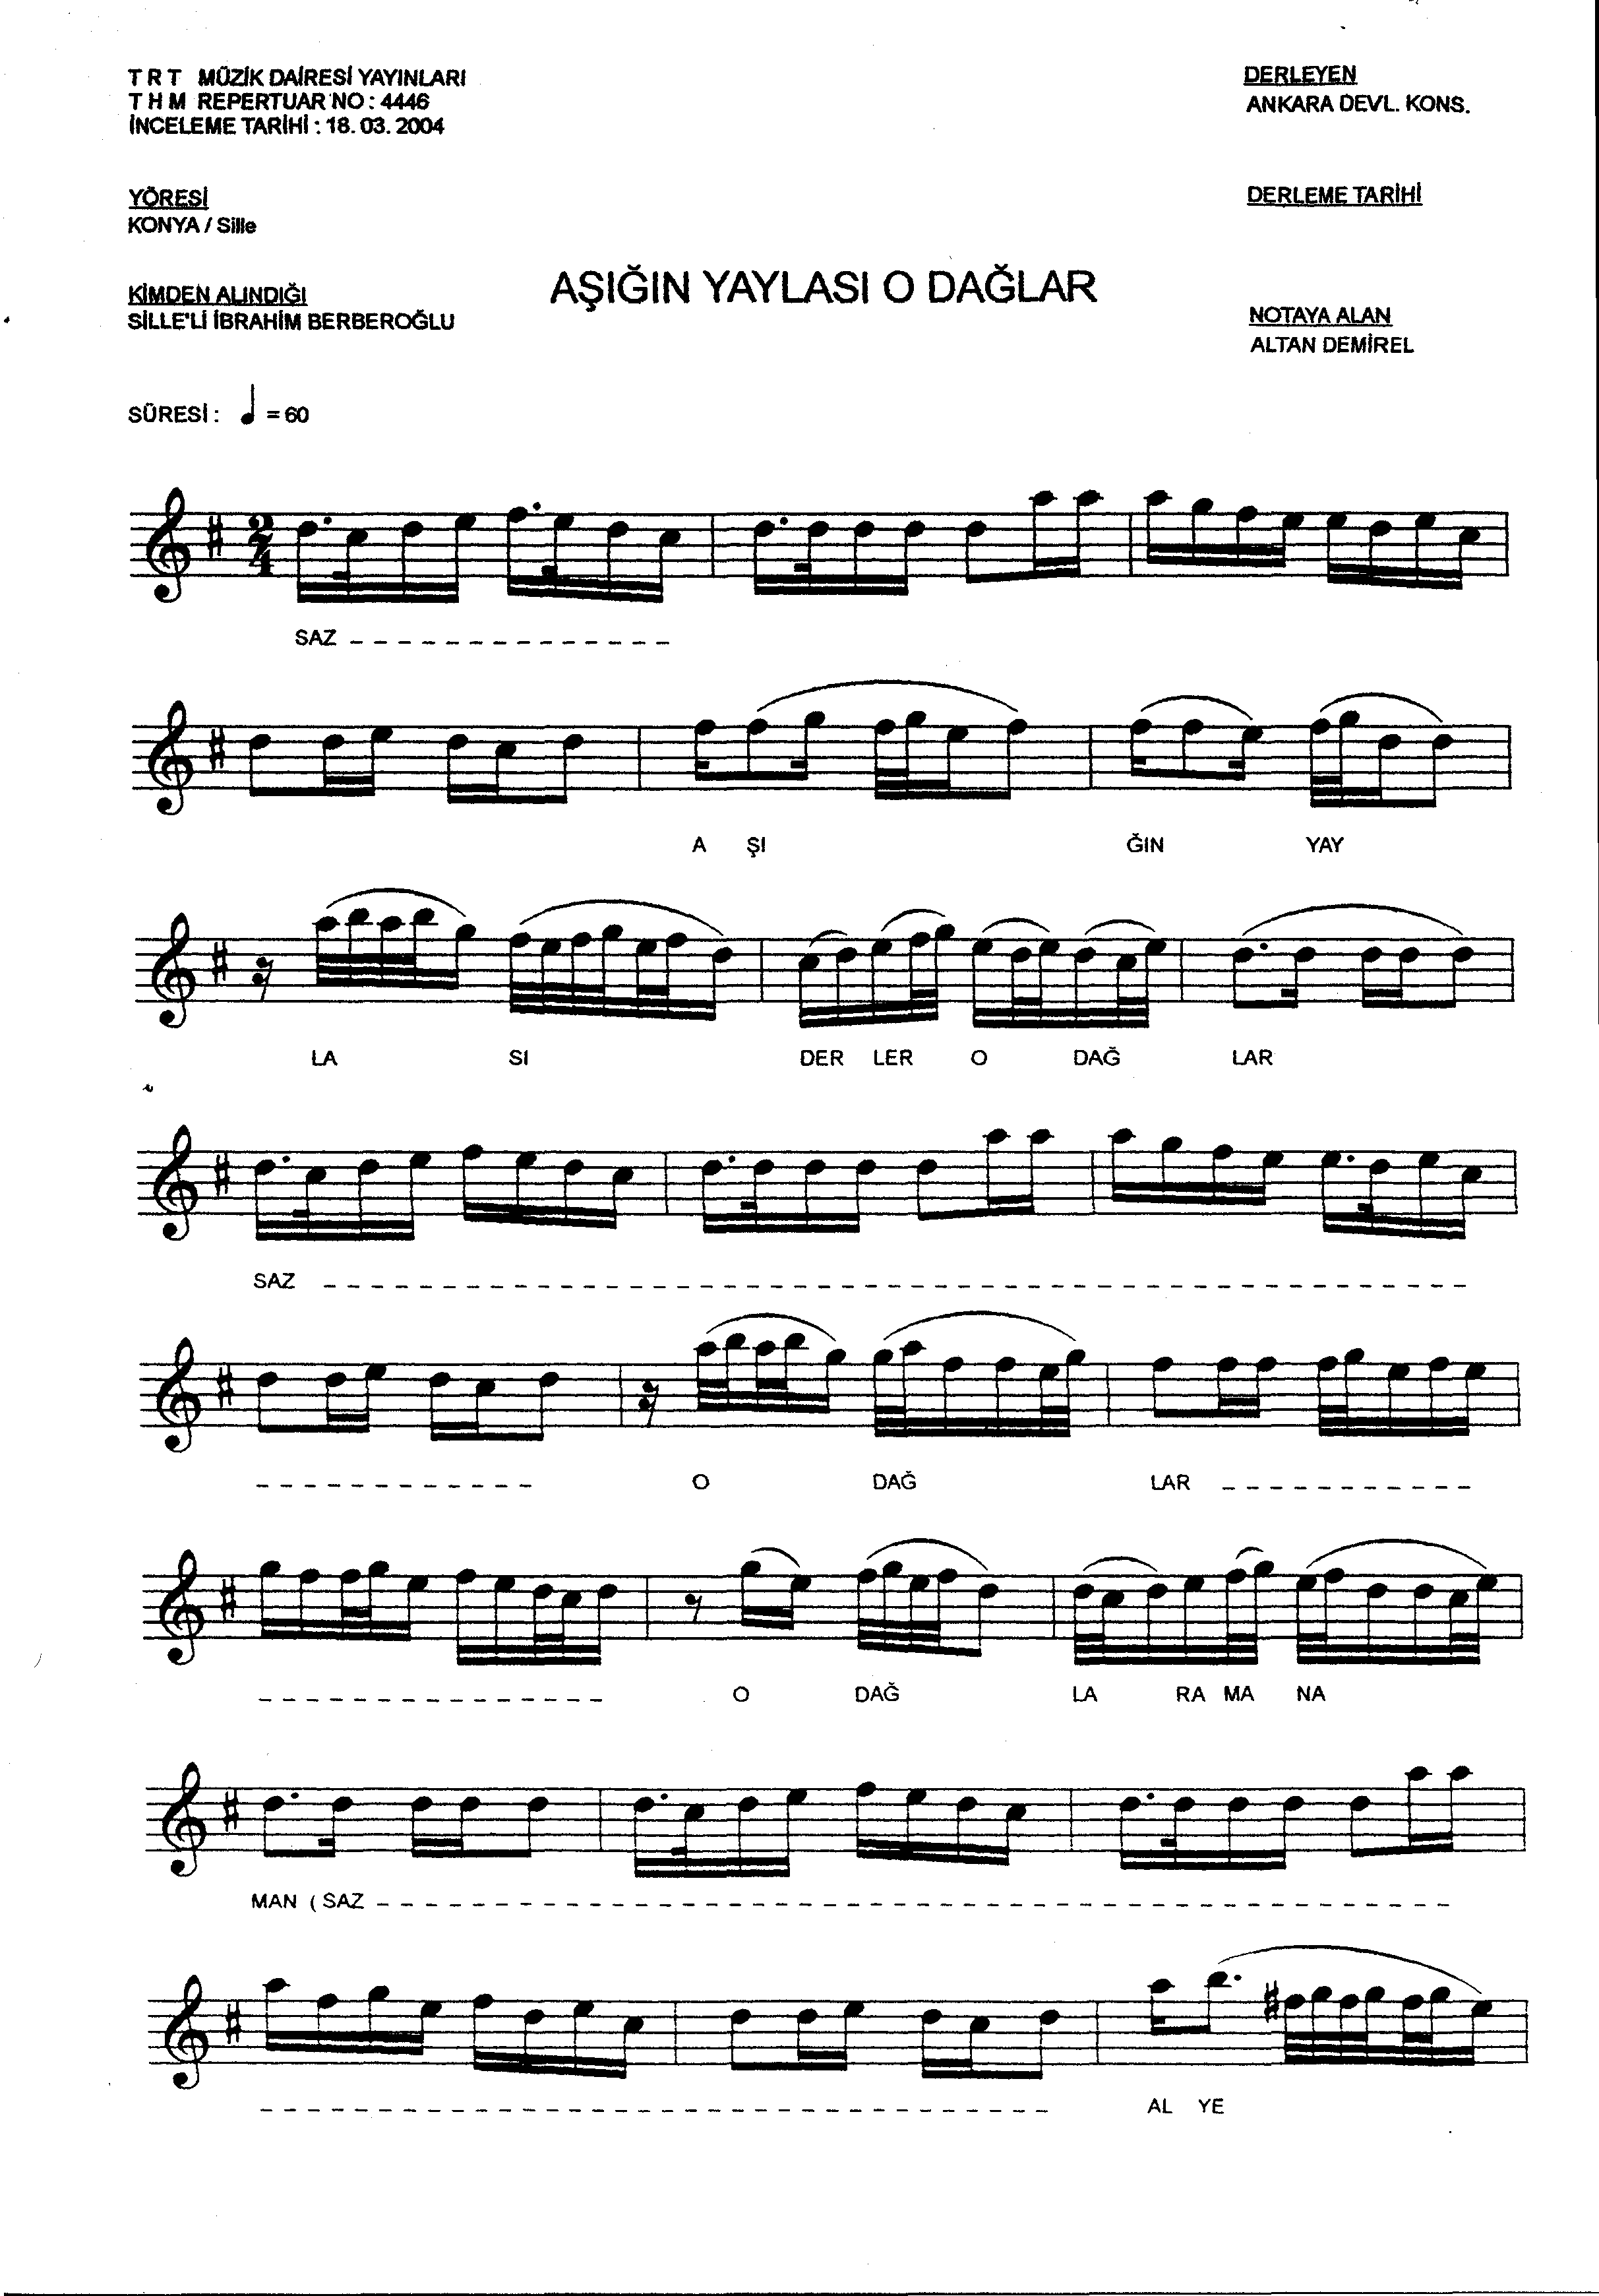 T R T MÜZİK DAİRESİ YAYINLARI
T H M REPERTUAR NO : 4446
İNCELEME TARİHİ : 18. 03. 2004
DERLEYEN
ANKARA DEVL. KONS.
YÖRESİ
KONYA / Sille
DERLEME TARİHİ
KİMDEN ALINDIĞI
SİLLE'Lİ İBRAHİM BERBEROĞLU
AŞIĞIN YAYLASI O DAĞLAR
NOTAYA ALAN
ALTAN DEMİREL
SÜRESİ : = 60
2
4
SAZ _ _ _ _ _ _ _ _ _ _ _ _ _ _
A ŞI ĞIN YAY
LA SI DER LER O DAĞ LAR
SAZ _ _ _ _ _ _ _ _ _ _ _ _ _ _ _ _ _ _ _ _ _ _ _ _ _ _ _ _
_ _ _ _ _ _ _ _ _ _ _ _ O DAĞ LAR _ _ _ _ _ _ _ _ _ _ _
_ _ _ _ _ _ _ _ _ _ _ _ _ _ _ O DAĞ LA RA MA NA
MAN ( SAZ _ _ _ _ _ _ _ _ _ _ _ _ _ _ _ _ _ _ _ _ _ _ _ _ _ _
_ _ _ _ _ _ _ _ _ _ _ _ _ _ _ _ _ _ _ _ _ _ _ _ AL YE